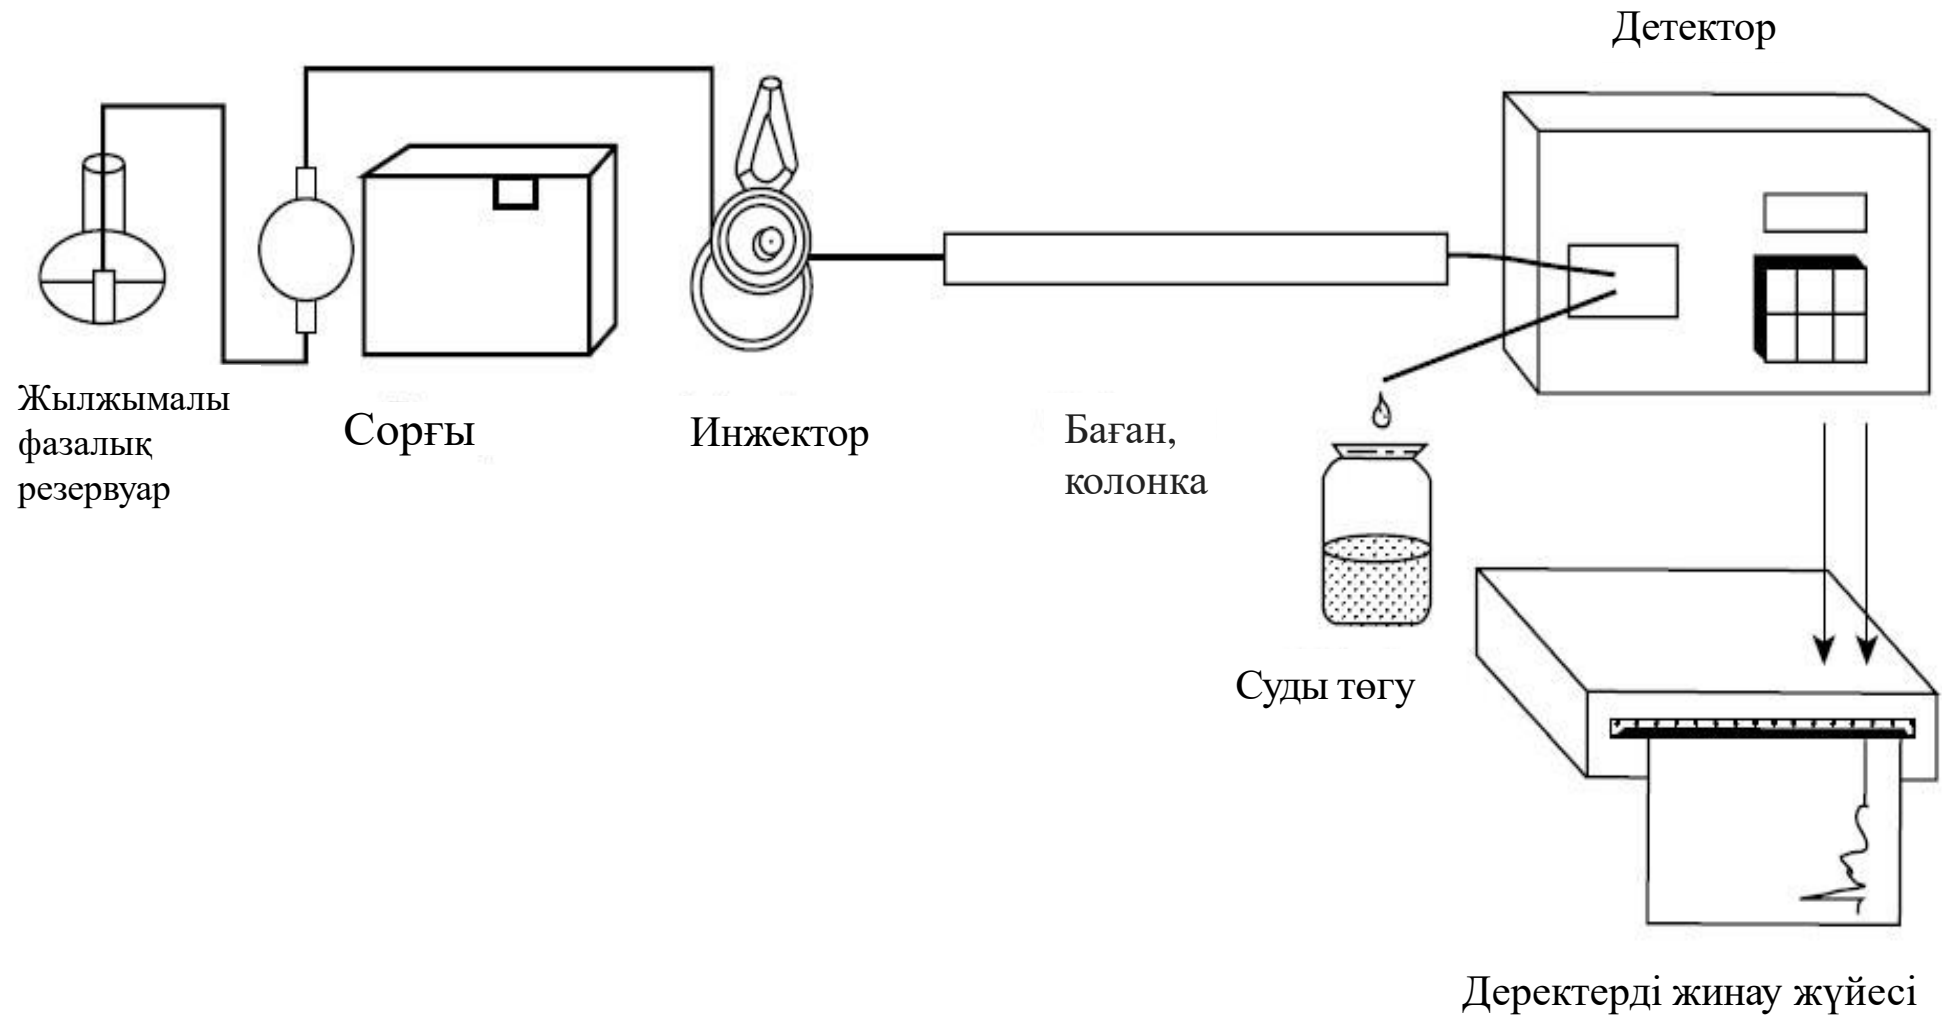 Детектор
Жылжымалы
фазалық
резервуар
Сорғы
Инжектор
Баған,
колонка
Суды төгу
Деректерді жинау жүйесі